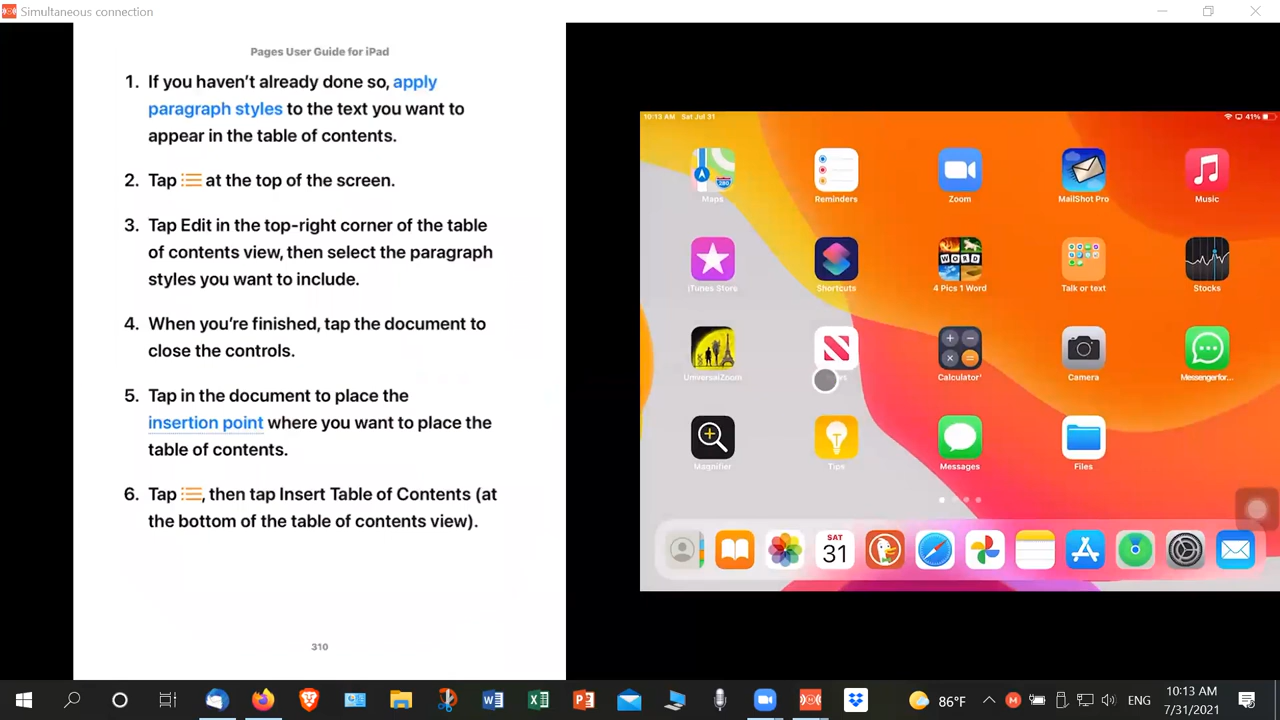 Simultaneous connection
Pages User Guide for iPad
1. If you haven't already done so, apply
paragraph styles to the text you want to
appear in the table of contents.
2. Tap at the top of the screen.
3. Tap Edit in the top-right corner of the table
of contents view, then select the paragraph
styles you want to include.
4. When you're finished, tap the document to
close the controls.
5. Tap in the document to place the
insertion point where you want to place the
table of contents.
6. Tap , then tap Insert Table of Contents (at
the bottom of the table of contents view).
310
10:13 AM Sat Jul 31
41%
280
Maps Reminders Zoom MailShot Pro Music
WORD
iTunes Store Shortcuts 4 Pics 1 Word Talk or text Stocks
UniversalZoom Calculator' Camera Messenger for...
Magnifier Tips Messages Files
SAT
31
86°F ENG
10:13 AM
7/31/2021